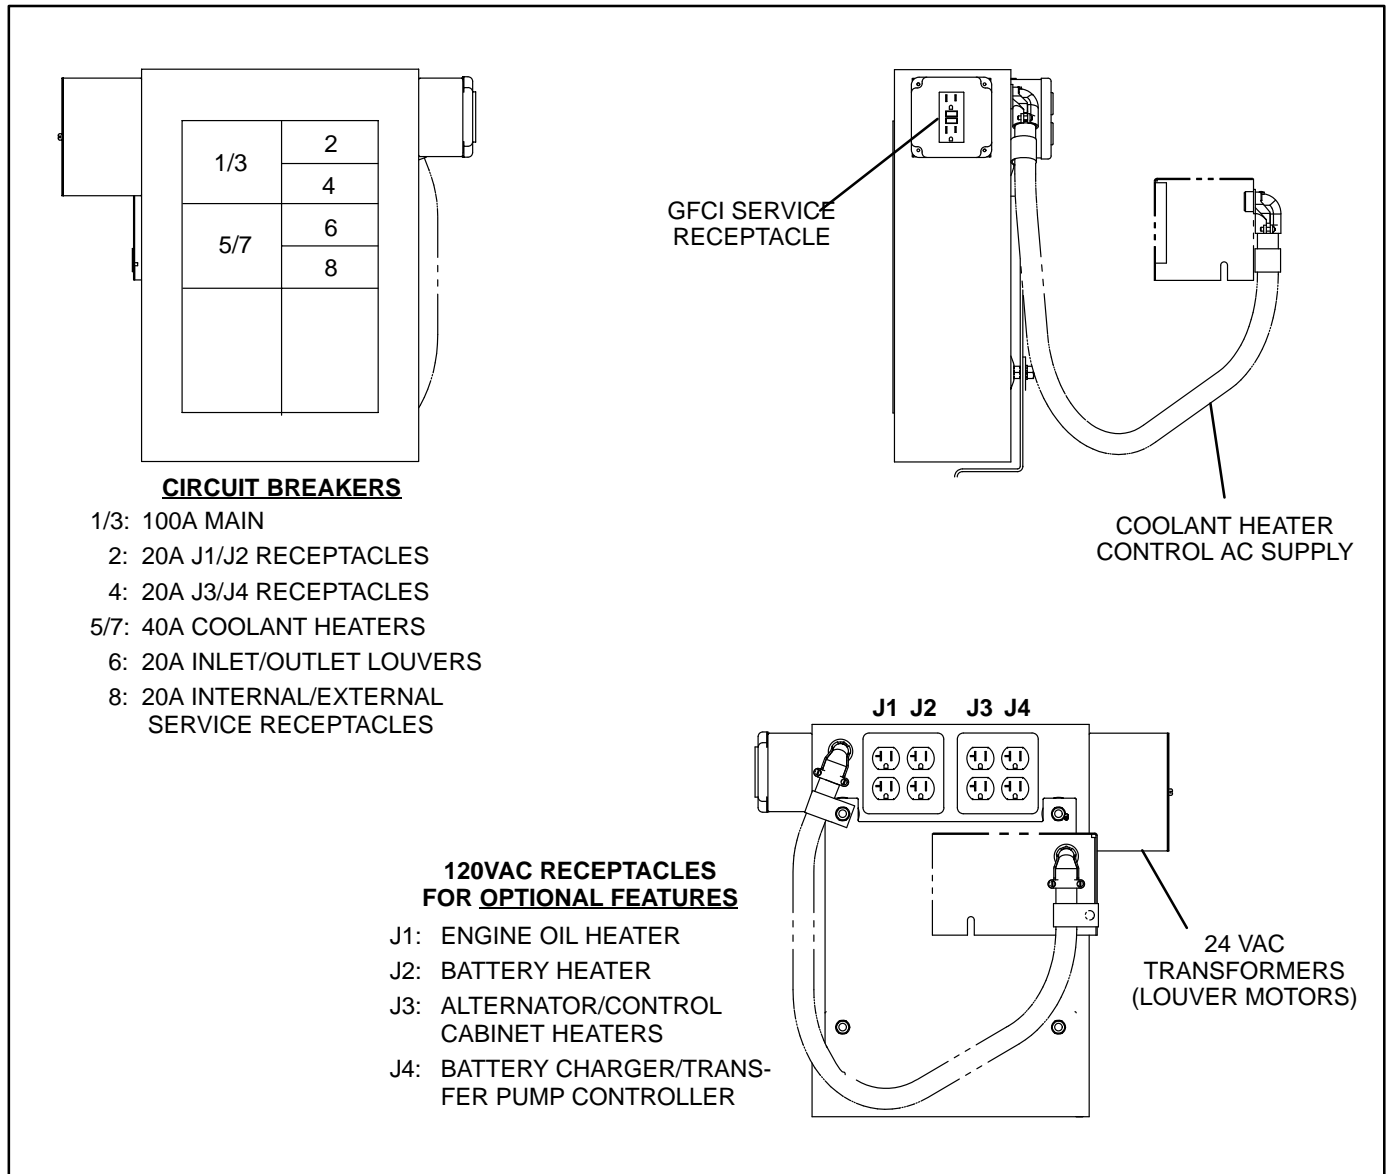 1/3
2
4
5/7
6
8
CIRCUIT BREAKERS
1/3: 100A MAIN
2: 20A J1/J2 RECEPTACLES
4: 20A J3/J4 RECEPTACLES
5/7: 40A COOLANT HEATERS
6: 20A INLET/OUTLET LOUVERS
8: 20A INTERNAL/EXTERNAL
SERVICE RECEPTACLES
GFCI SERVICE
RECEPTACLE
COOLANT HEATER
CONTROL AC SUPPLY
J1 J2 J3 J4
120VAC RECEPTACLES
FOR OPTIONAL FEATURES
J1: ENGINE OIL HEATER
J2: BATTERY HEATER
J3: ALTERNATOR/CONTROL
CABINET HEATERS
J4: BATTERY CHARGER/TRANS-
FER PUMP CONTROLLER
24 VAC
TRANSFORMERS
(LOUVER MOTORS)